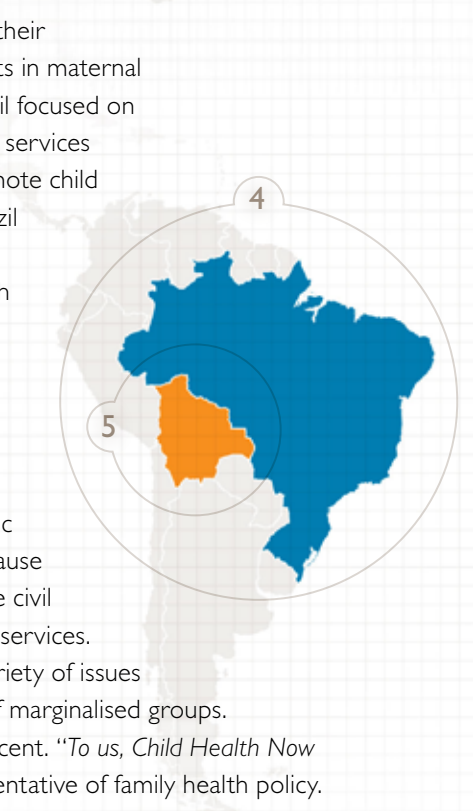 their
ts in maternal
il focused on
services
note child
zil
4
n
5
c
ause
e civil
services.
riety of issues
f marginalised groups.
cent. “To us, Child Health Now
entative of family health policy.